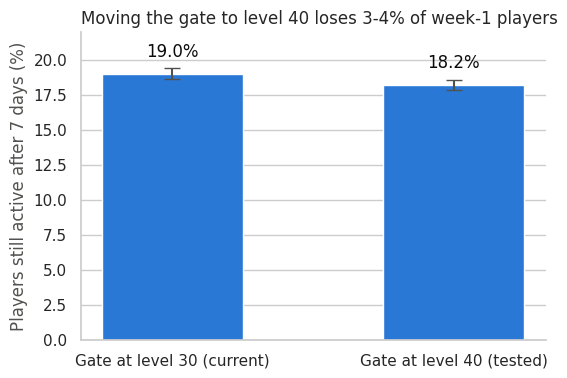 Moving the gate to level 40 loses 3-4% of week-1 players
Players still active after 7 days (%)
20.0
17.5
15.0
12.5
10.0
7.5
5.0
2.5
0.0
19.0%
18.2%
Gate at level 30 (current)
Gate at level 40 (tested)